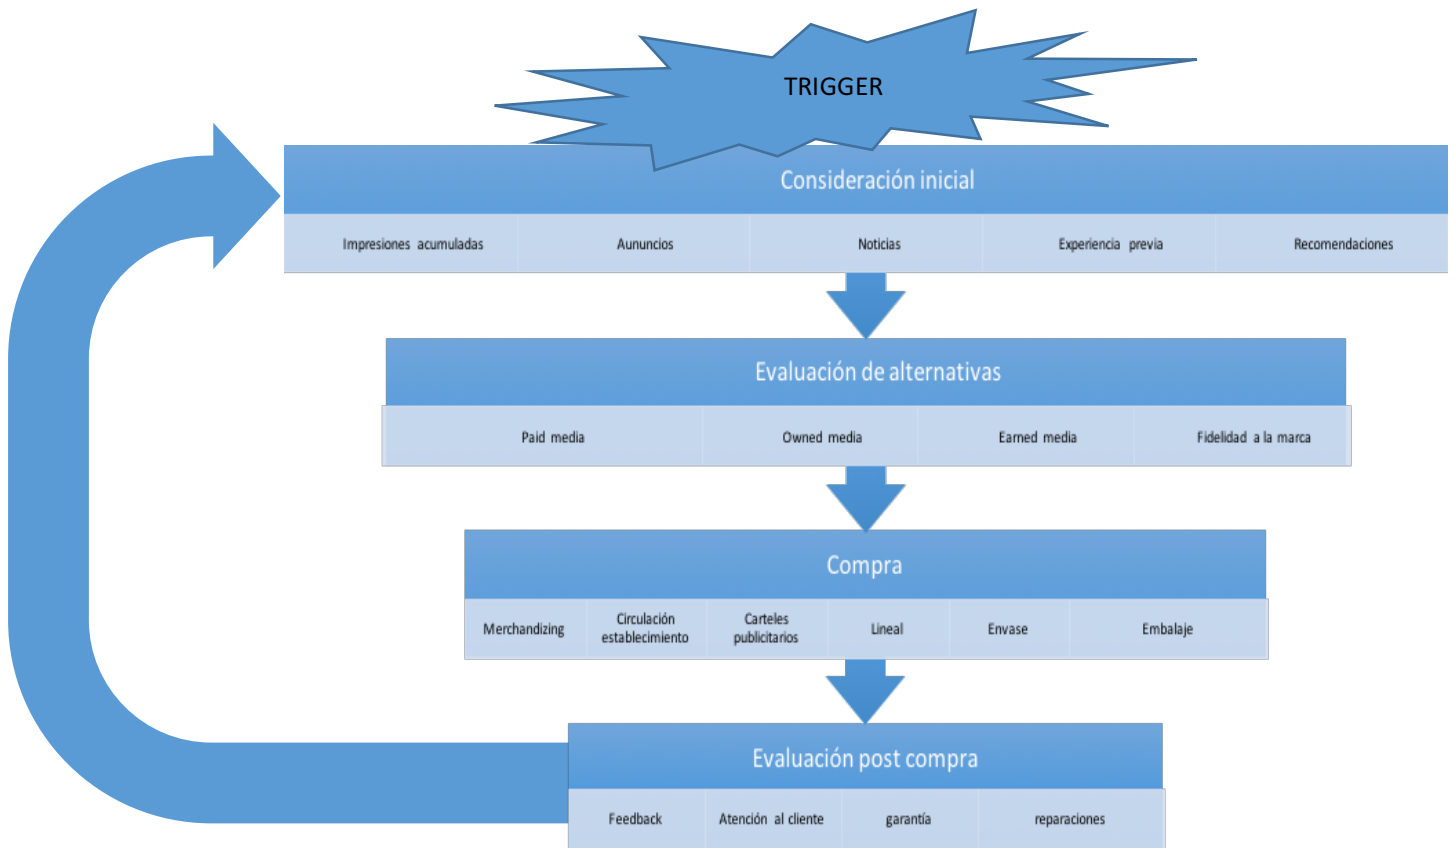 TRIGGER
Consideración inicial
Impresiones acumuladas
Aununcios
Noticias
Experiencia previa
Recomendaciones
Evaluación de alternativas
Paid media
Owned media
Earned media
Fidelidad a la marca
Compra
Merchandizing
Circulación
establecimiento
Carteles
publicitarios
Lineal
Envase
Embalaje
Evaluación post compra
Feedback
Atención al cliente
garantía
reparaciones